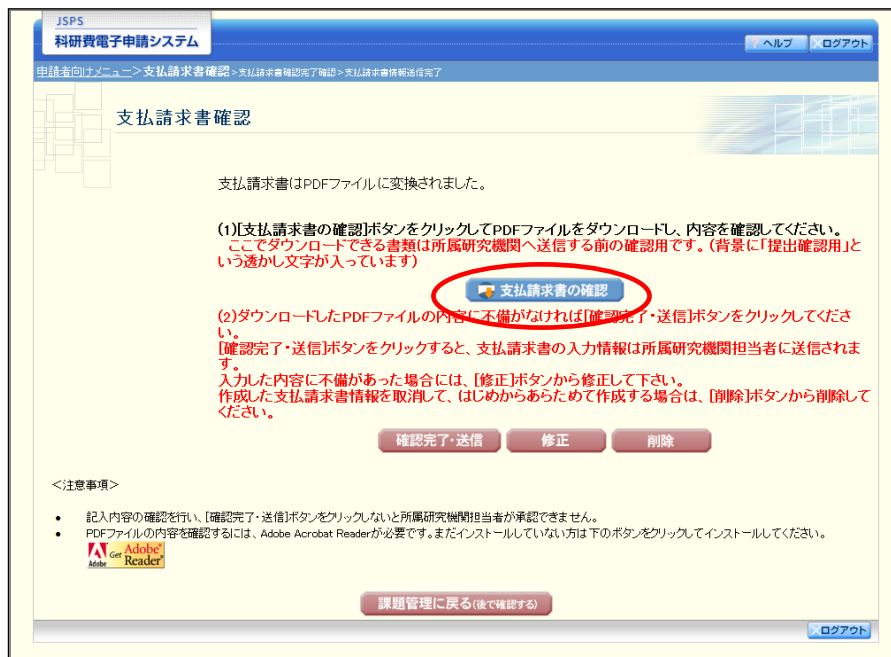 JSPS
科研費電子申請システム
ヘルプ
ログアウト
申請者向けメニュー>支払請求書確認>支払請求書確認完了確認>支払請求書情報送信完了
支払請求書確認
支払請求書はPDFファイルに変換されました。
(1)[支払請求書の確認]ボタンをクリックしてPDFファイルをダウンロードし、内容を確認してください。
ここでダウンロードできる書類は所属研究機関へ送信する前の確認用です。(背景に「提出確認用」と
いう透かし文字が入っています)
支払請求書の確認
(2)ダウンロードしたPDFファイルの内容に不備がなければ[確認完了・送信]ボタンをクリックしてくださ
い。
[確認完了・送信]ボタンをクリックすると、支払請求書の入力情報は所属研究機関担当者に送信されま
す。
入力した内容に不備があった場合には、[修正]ボタンから修正して下さい。
作成した支払請求書情報を取消して、はじめからあらためて作成する場合は、[削除]ボタンから削除して
ください。
確認完了・送信
修正
削除
<注意事項>
• 記入内容の確認を行い、[確認完了・送信]ボタンをクリックしないと所属研究機関担当者が承認できません。
• PDFファイルの内容を確認するには、Adobe Acrobat Readerが必要です。まだインストールしていない方は下のボタンをクリックしてインストールしてください。
Adobe Get Adobe Reader
課題管理に戻る(後で確認する)
ログアウト